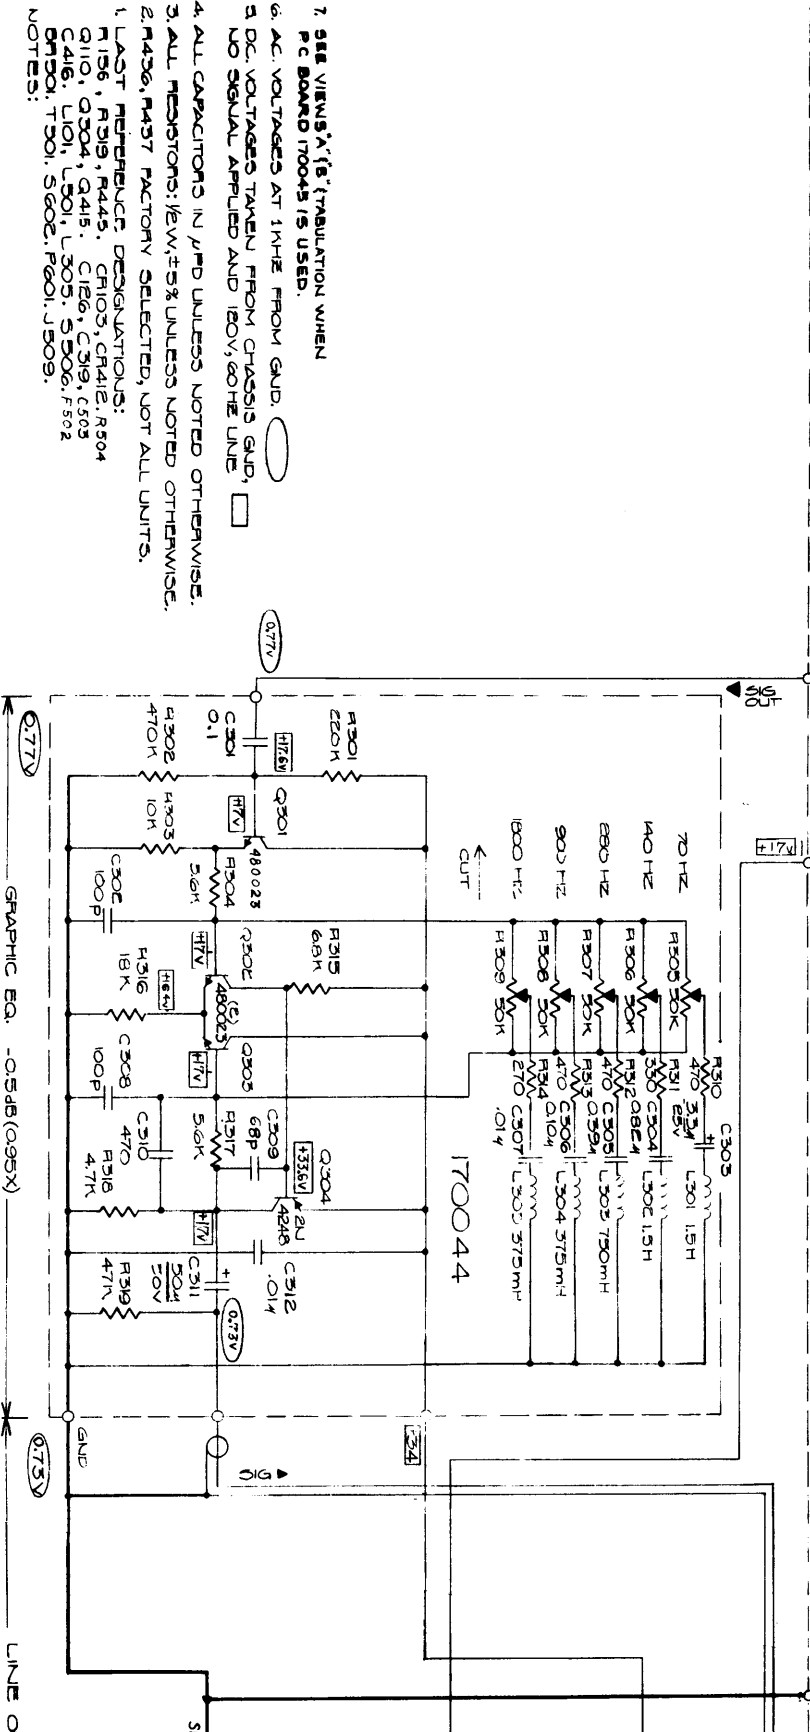 7. SEE VIEWS "A" & "B" & TABULATION WHEN
PC BOARD 170045 IS USED.
6. AC. VOLTAGES AT 1KHZ FROM GND.
5. DC. VOLTAGES TAKEN FROM CHASSIS GND,
NO SIGNAL APPLIED AND 120V, 60HZ LINE
4. ALL CAPACITORS IN µFD UNLESS NOTED OTHERWISE.
3. ALL RESISTORS: 1/2W, ±5% UNLESS NOTED OTHERWISE.
2. R436, R437 FACTORY SELECTED, NOT ALL UNITS.
1. LAST REFERENCE DESIGNATIONS:
R136, R319, R445. CR103, CR412. R504
Q110, Q304, Q415. C126, C319, C503
C416. L101, L501, L305. S506. F502
BR501. T501. S602. P601. J509.
NOTES:
SIG
OUT
+17V
70 HZ
140 HZ
280 HZ
900 HZ
1800 HZ
CUT
R305 50K
R306 50K
R307 50K
R308 50K
R309 50K
R310
470
3.3µ
25V
C303
L301 1.5H
R311
330
C304
0.82µ
L302 1.5H
R312
470
C305
0.39µ
L303 750mH
R313
470
C306
0.10µ
L304 375mH
R314
270
C307
.01µ
L305 375mH
170044
0.77V
C301
0.1
+17.6V
R301
220K
R302
470K
Q301
480023
+17V
R303
10K
R304
5.6K
C302
100P
Q302
+17V
480023
(2)
R315
6.8K
R316
18K
+16.4V
Q303
+17V
C308
100P
R317
5.6K
C309
68P
C310
470
R318
4.7K
Q304
2N
4248
+33.6V
+17V
C311
50µ
50V
C312
.01µ
R319
47K
0.73V
+34
GND
SIG
0.77V
GRAPHIC EQ. -0.5dB (0.95X)
0.73V
LINE O
S